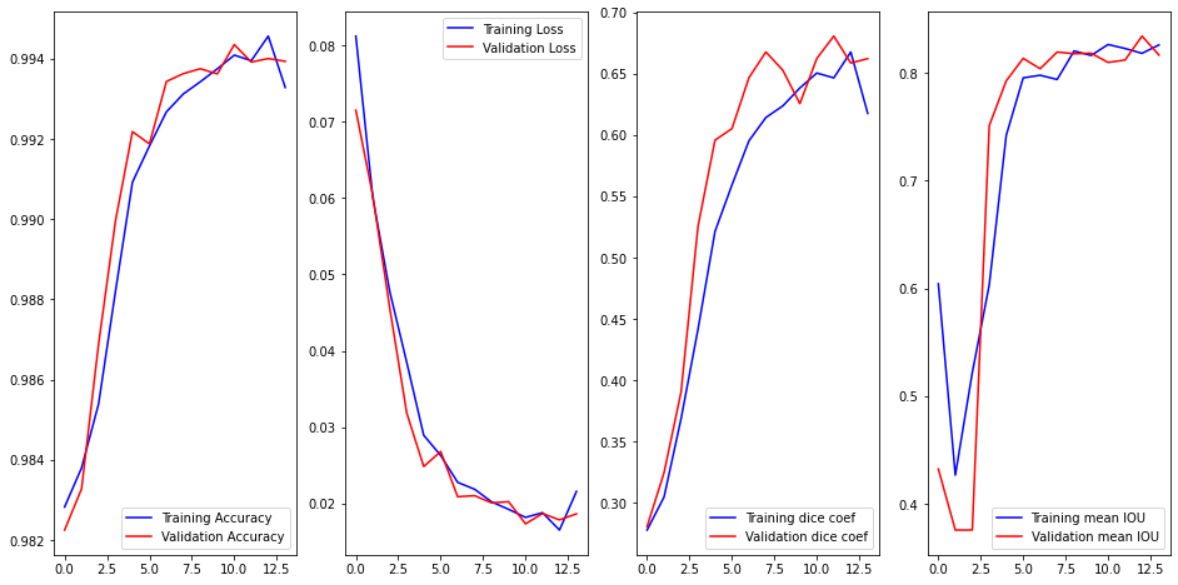 0.994
0.992
0.990
0.988
0.986
0.984
0.982
Training Accuracy
Validation Accuracy
0.0 2.5 5.0 7.5 10.0 12.5
0.08
0.07
0.06
0.05
0.04
0.03
0.02
Training Loss
Validation Loss
0.0 2.5 5.0 7.5 10.0 12.5
0.70
0.65
0.60
0.55
0.50
0.45
0.40
0.35
0.30
Training dice coef
Validation dice coef
0.0 2.5 5.0 7.5 10.0 12.5
0.8
0.7
0.6
0.5
0.4
Training mean IOU
Validation mean IOU
0.0 2.5 5.0 7.5 10.0 12.5